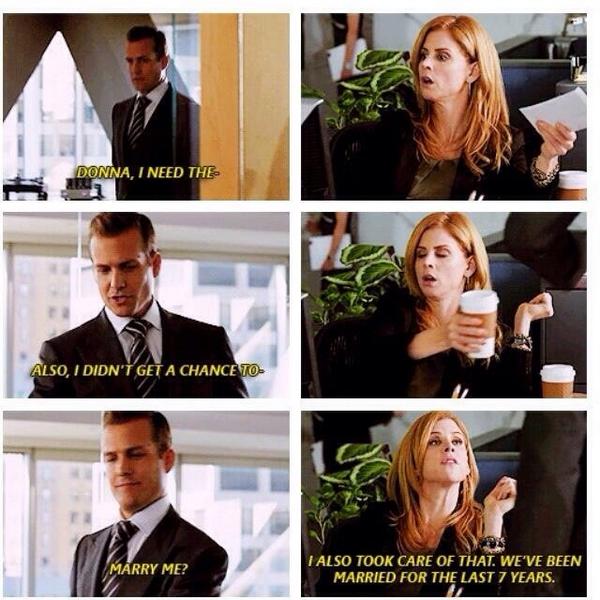 DONNA, I NEED THE-
ALSO, I DIDN'T GET A CHANCE TO-
MARRY ME?
I ALSO TOOK CARE OF THAT. WE'VE BEEN
MARRIED FOR THE LAST 7 YEARS.